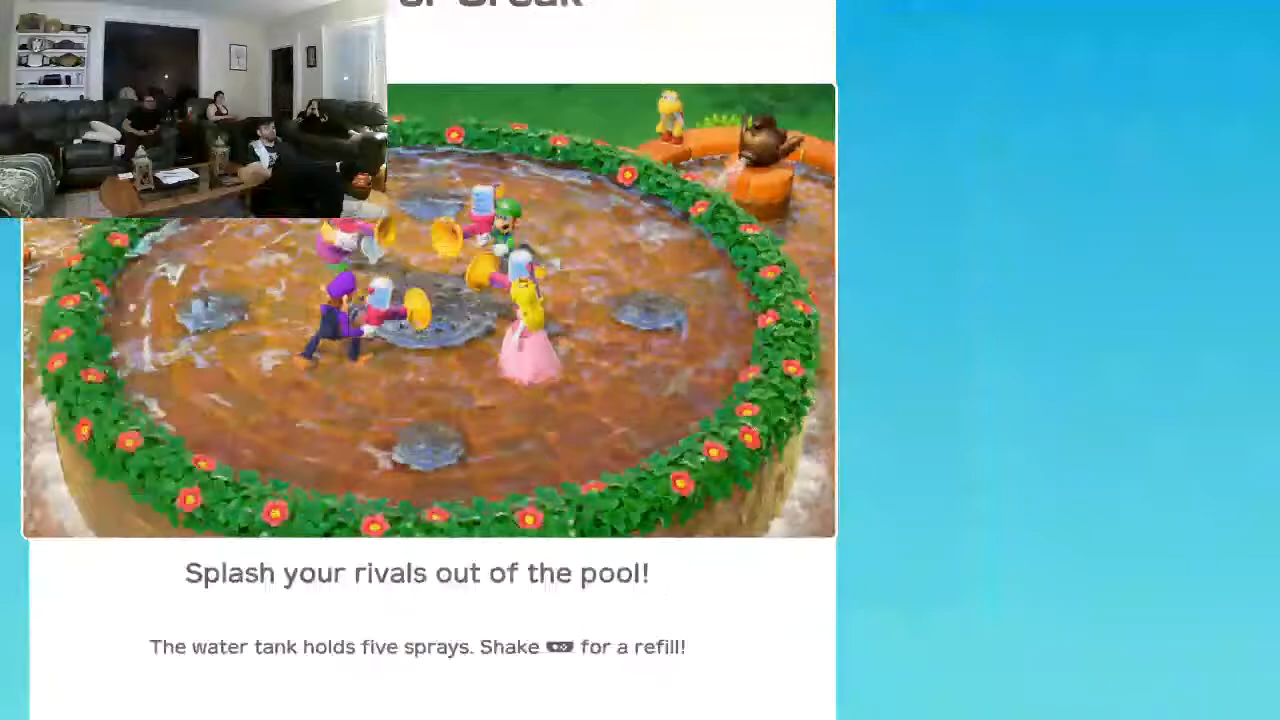 Splash your rivals out of the pool!
The water tank holds five sprays. Shake for a refill!